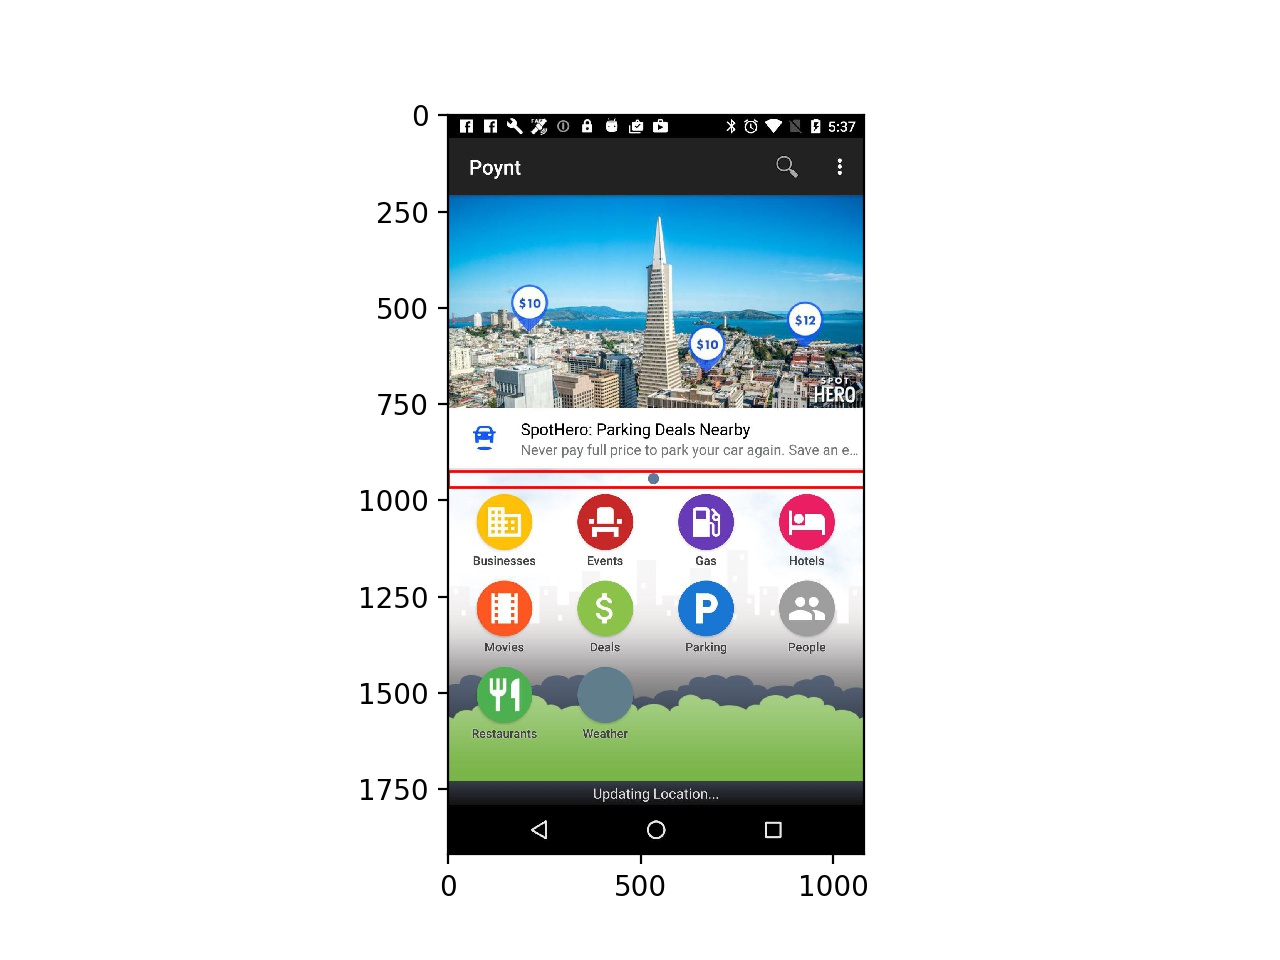 0
250
500
750
1000
1250
1500
1750
0 500 1000
5:37
Poynt
$10
$12
$10
SPOT
HERO
SpotHero: Parking Deals Nearby
Never pay full price to park your car again. Save an e...
Businesses Events Gas Hotels
Movies Deals Parking People
Restaurants Weather
Updating Location...